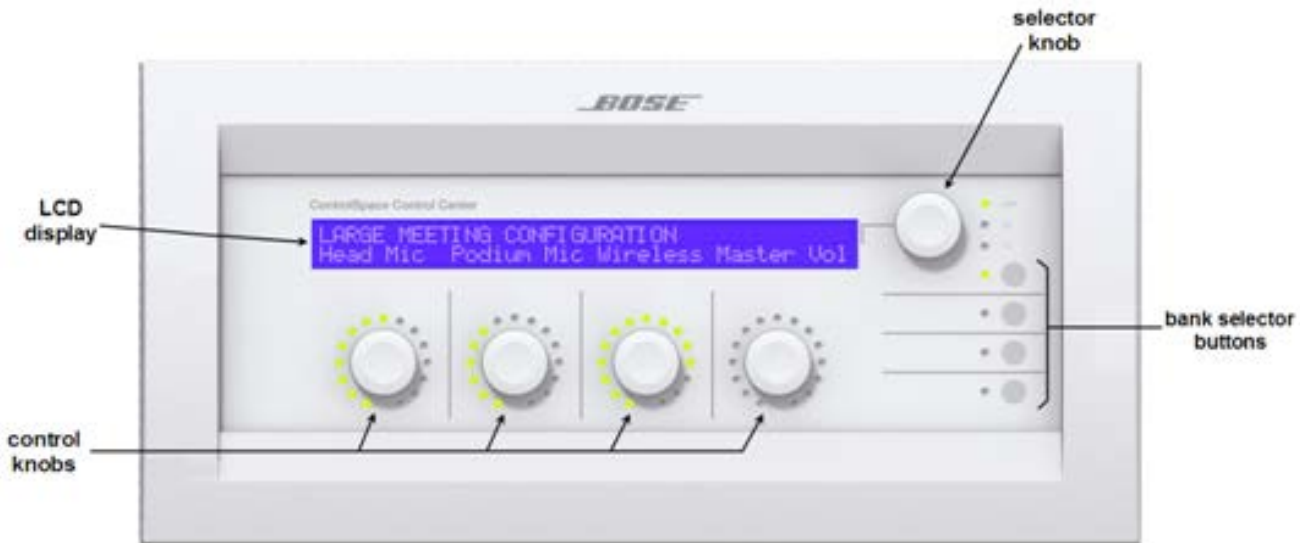 selector
knob
BOSE
LCD
display
ControlSpace Control Center
LARGE MEETING CONFIGURATION
Head Mic Podium Mic Wireless Master Vol
bank selector
buttons
control
knobs